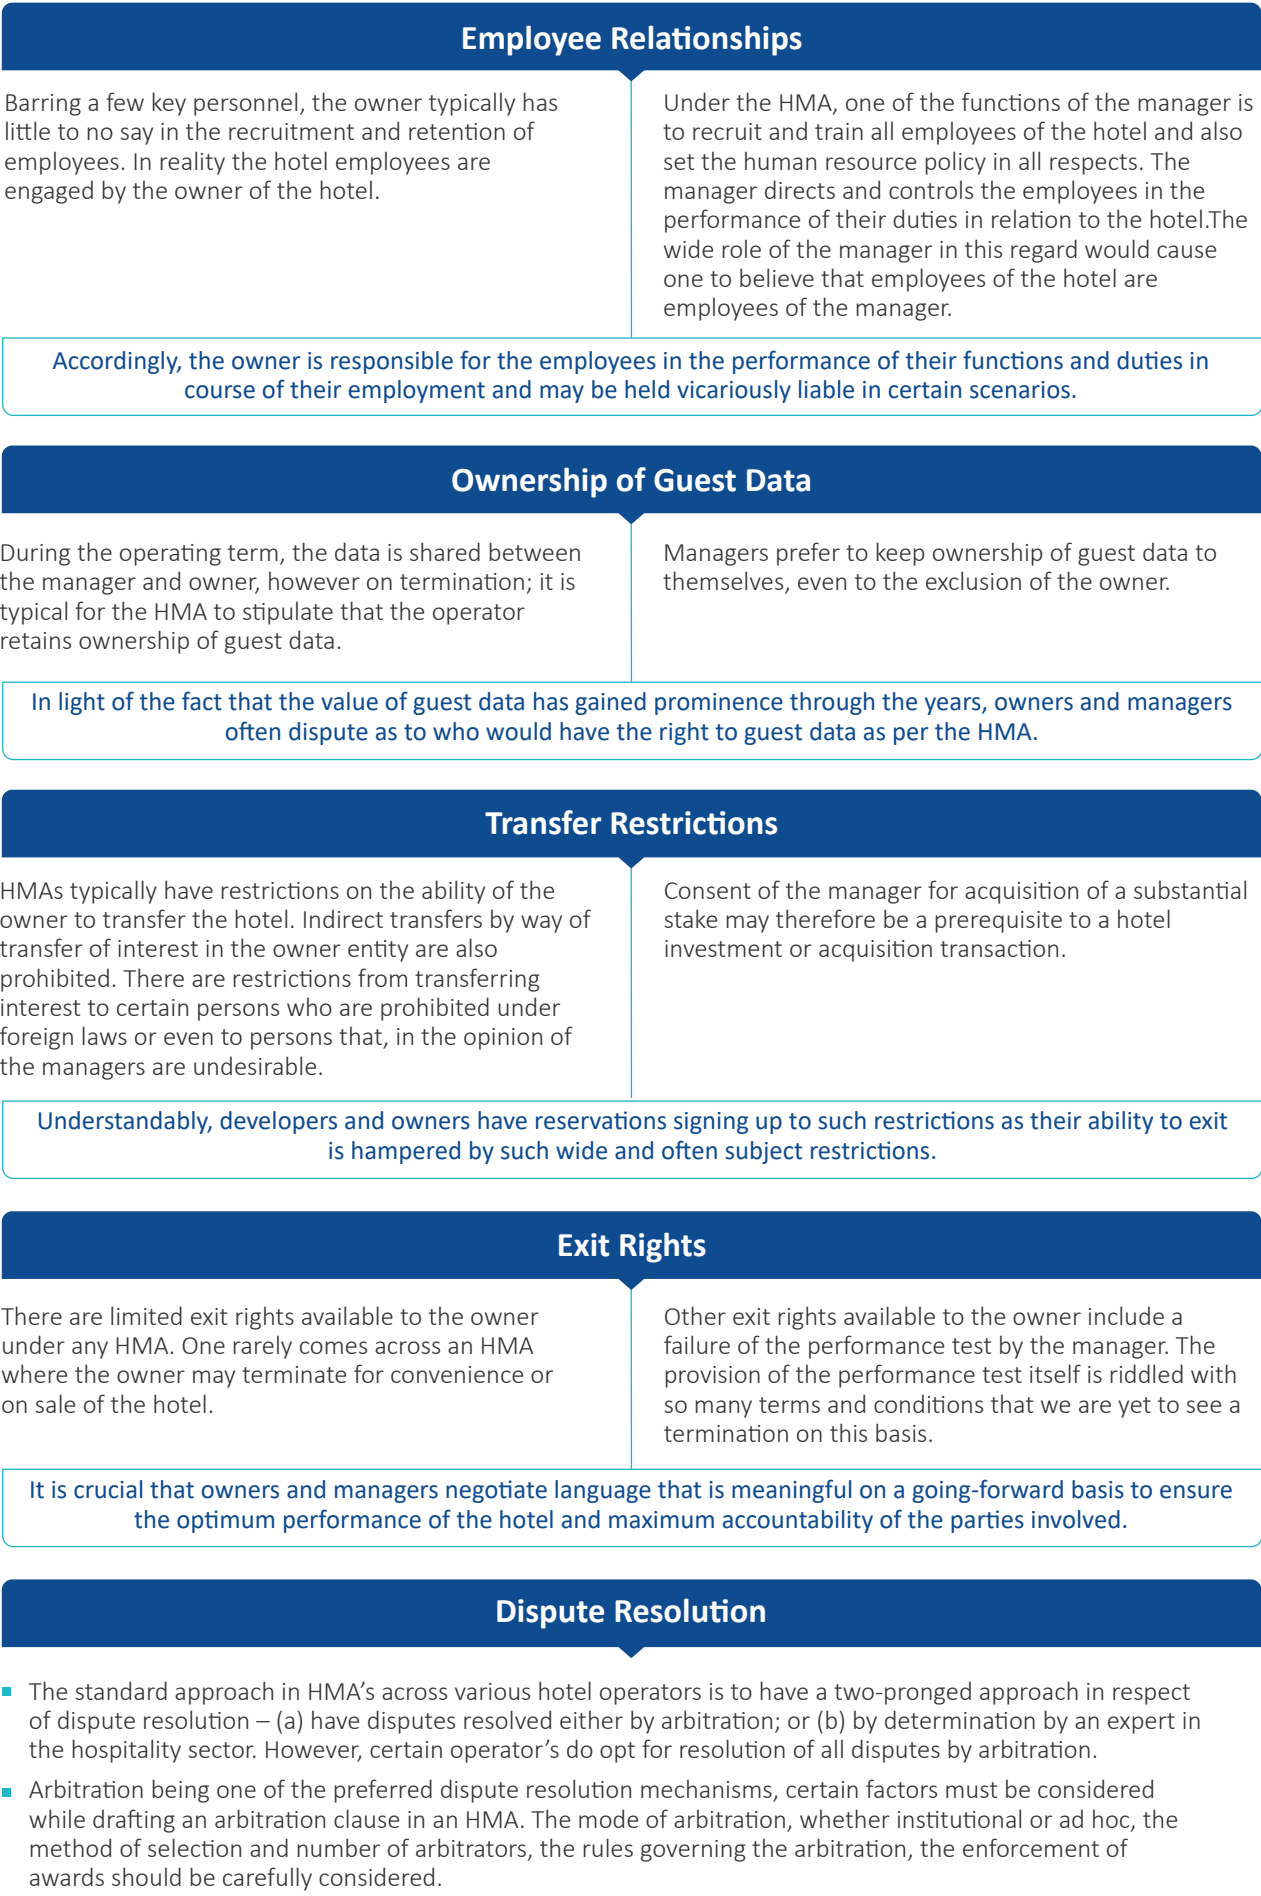 Employee Relationships
Barring a few key personnel, the owner typically has
little to no say in the recruitment and retention of
employees. In reality the hotel employees are
engaged by the owner of the hotel.
Under the HMA, one of the functions of the manager is
to recruit and train all employees of the hotel and also
set the human resource policy in all respects. The
manager directs and controls the employees in the
performance of their duties in relation to the hotel.The
wide role of the manager in this regard would cause
one to believe that employees of the hotel are
employees of the manager.
Accordingly, the owner is responsible for the employees in the performance of their functions and duties in
course of their employment and may be held vicariously liable in certain scenarios.
Ownership of Guest Data
During the operating term, the data is shared between
the manager and owner, however on termination; it is
typical for the HMA to stipulate that the operator
retains ownership of guest data.
Managers prefer to keep ownership of guest data to
themselves, even to the exclusion of the owner.
In light of the fact that the value of guest data has gained prominence through the years, owners and managers
often dispute as to who would have the right to guest data as per the HMA.
Transfer Restrictions
HMAs typically have restrictions on the ability of the
owner to transfer the hotel. Indirect transfers by way of
transfer of interest in the owner entity are also
prohibited. There are restrictions from transferring
interest to certain persons who are prohibited under
foreign laws or even to persons that, in the opinion of
the managers are undesirable.
Consent of the manager for acquisition of a substantial
stake may therefore be a prerequisite to a hotel
investment or acquisition transaction.
Understandably, developers and owners have reservations signing up to such restrictions as their ability to exit
is hampered by such wide and often subject restrictions.
Exit Rights
There are limited exit rights available to the owner
under any HMA. One rarely comes across an HMA
where the owner may terminate for convenience or
on sale of the hotel.
Other exit rights available to the owner include a
failure of the performance test by the manager. The
provision of the performance test itself is riddled with
so many terms and conditions that we are yet to see a
termination on this basis.
It is crucial that owners and managers negotiate language that is meaningful on a going-forward basis to ensure
the optimum performance of the hotel and maximum accountability of the parties involved.
Dispute Resolution
The standard approach in HMA’s across various hotel operators is to have a two-pronged approach in respect
of dispute resolution – (a) have disputes resolved either by arbitration; or (b) by determination by an expert in
the hospitality sector. However, certain operator’s do opt for resolution of all disputes by arbitration.
Arbitration being one of the preferred dispute resolution mechanisms, certain factors must be considered
while drafting an arbitration clause in an HMA. The mode of arbitration, whether institutional or ad hoc, the
method of selection and number of arbitrators, the rules governing the arbitration, the enforcement of
awards should be carefully considered.